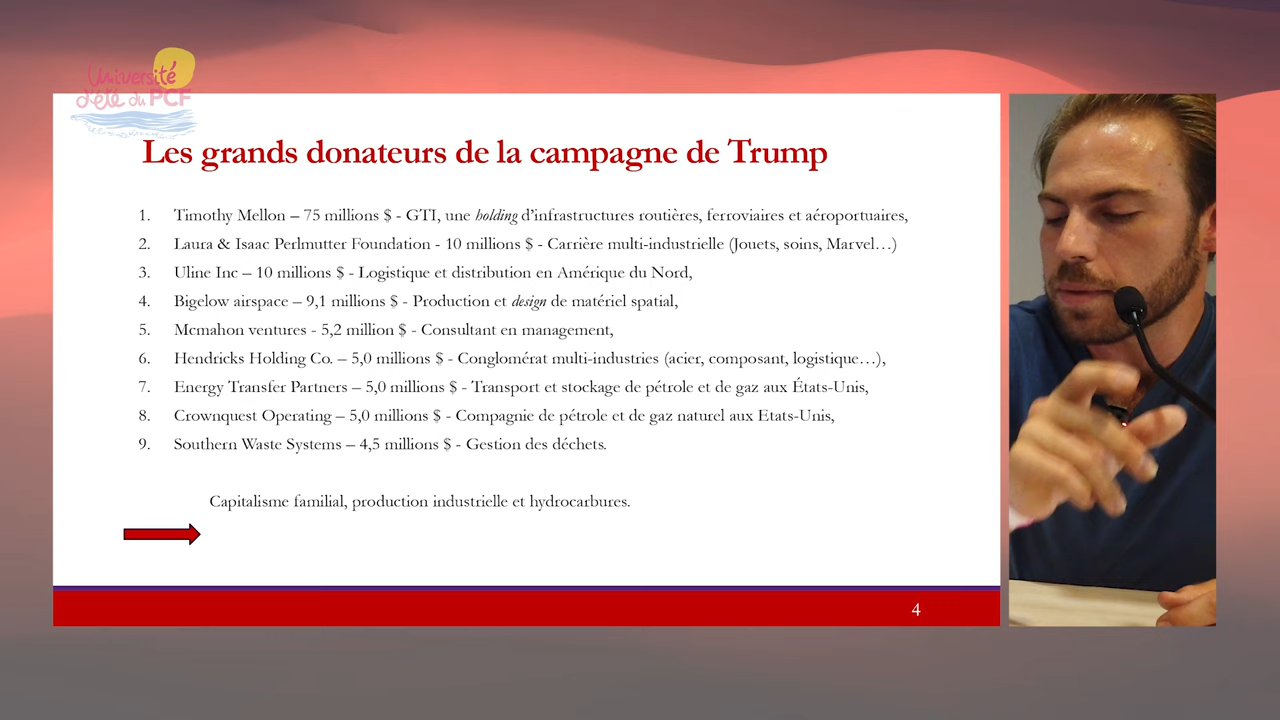 Université
d'été du PCF
Les grands donateurs de la campagne de Trump
1. Timothy Mellon – 75 millions $ - GTI, une holding d'infrastructures routières, ferroviaires et aéroportuaires,
2. Laura & Isaac Perlmutter Foundation - 10 millions $ - Carrière multi-industrielle (Jouets, soins, Marvel…)
3. Uline Inc – 10 millions $ - Logistique et distribution en Amérique du Nord,
4. Bigelow airspace – 9,1 millions $ - Production et design de matériel spatial,
5. Mcmahon ventures - 5,2 million $ - Consultant en management,
6. Hendricks Holding Co. – 5,0 millions $ - Conglomérat multi-industries (acier, composant, logistique…),
7. Energy Transfer Partners – 5,0 millions $ - Transport et stockage de pétrole et de gaz aux États-Unis,
8. Crownquest Operating – 5,0 millions $ - Compagnie de pétrole et de gaz naturel aux Etats-Unis,
9. Southern Waste Systems – 4,5 millions $ - Gestion des déchets.
Capitalisme familial, production industrielle et hydrocarbures.
4